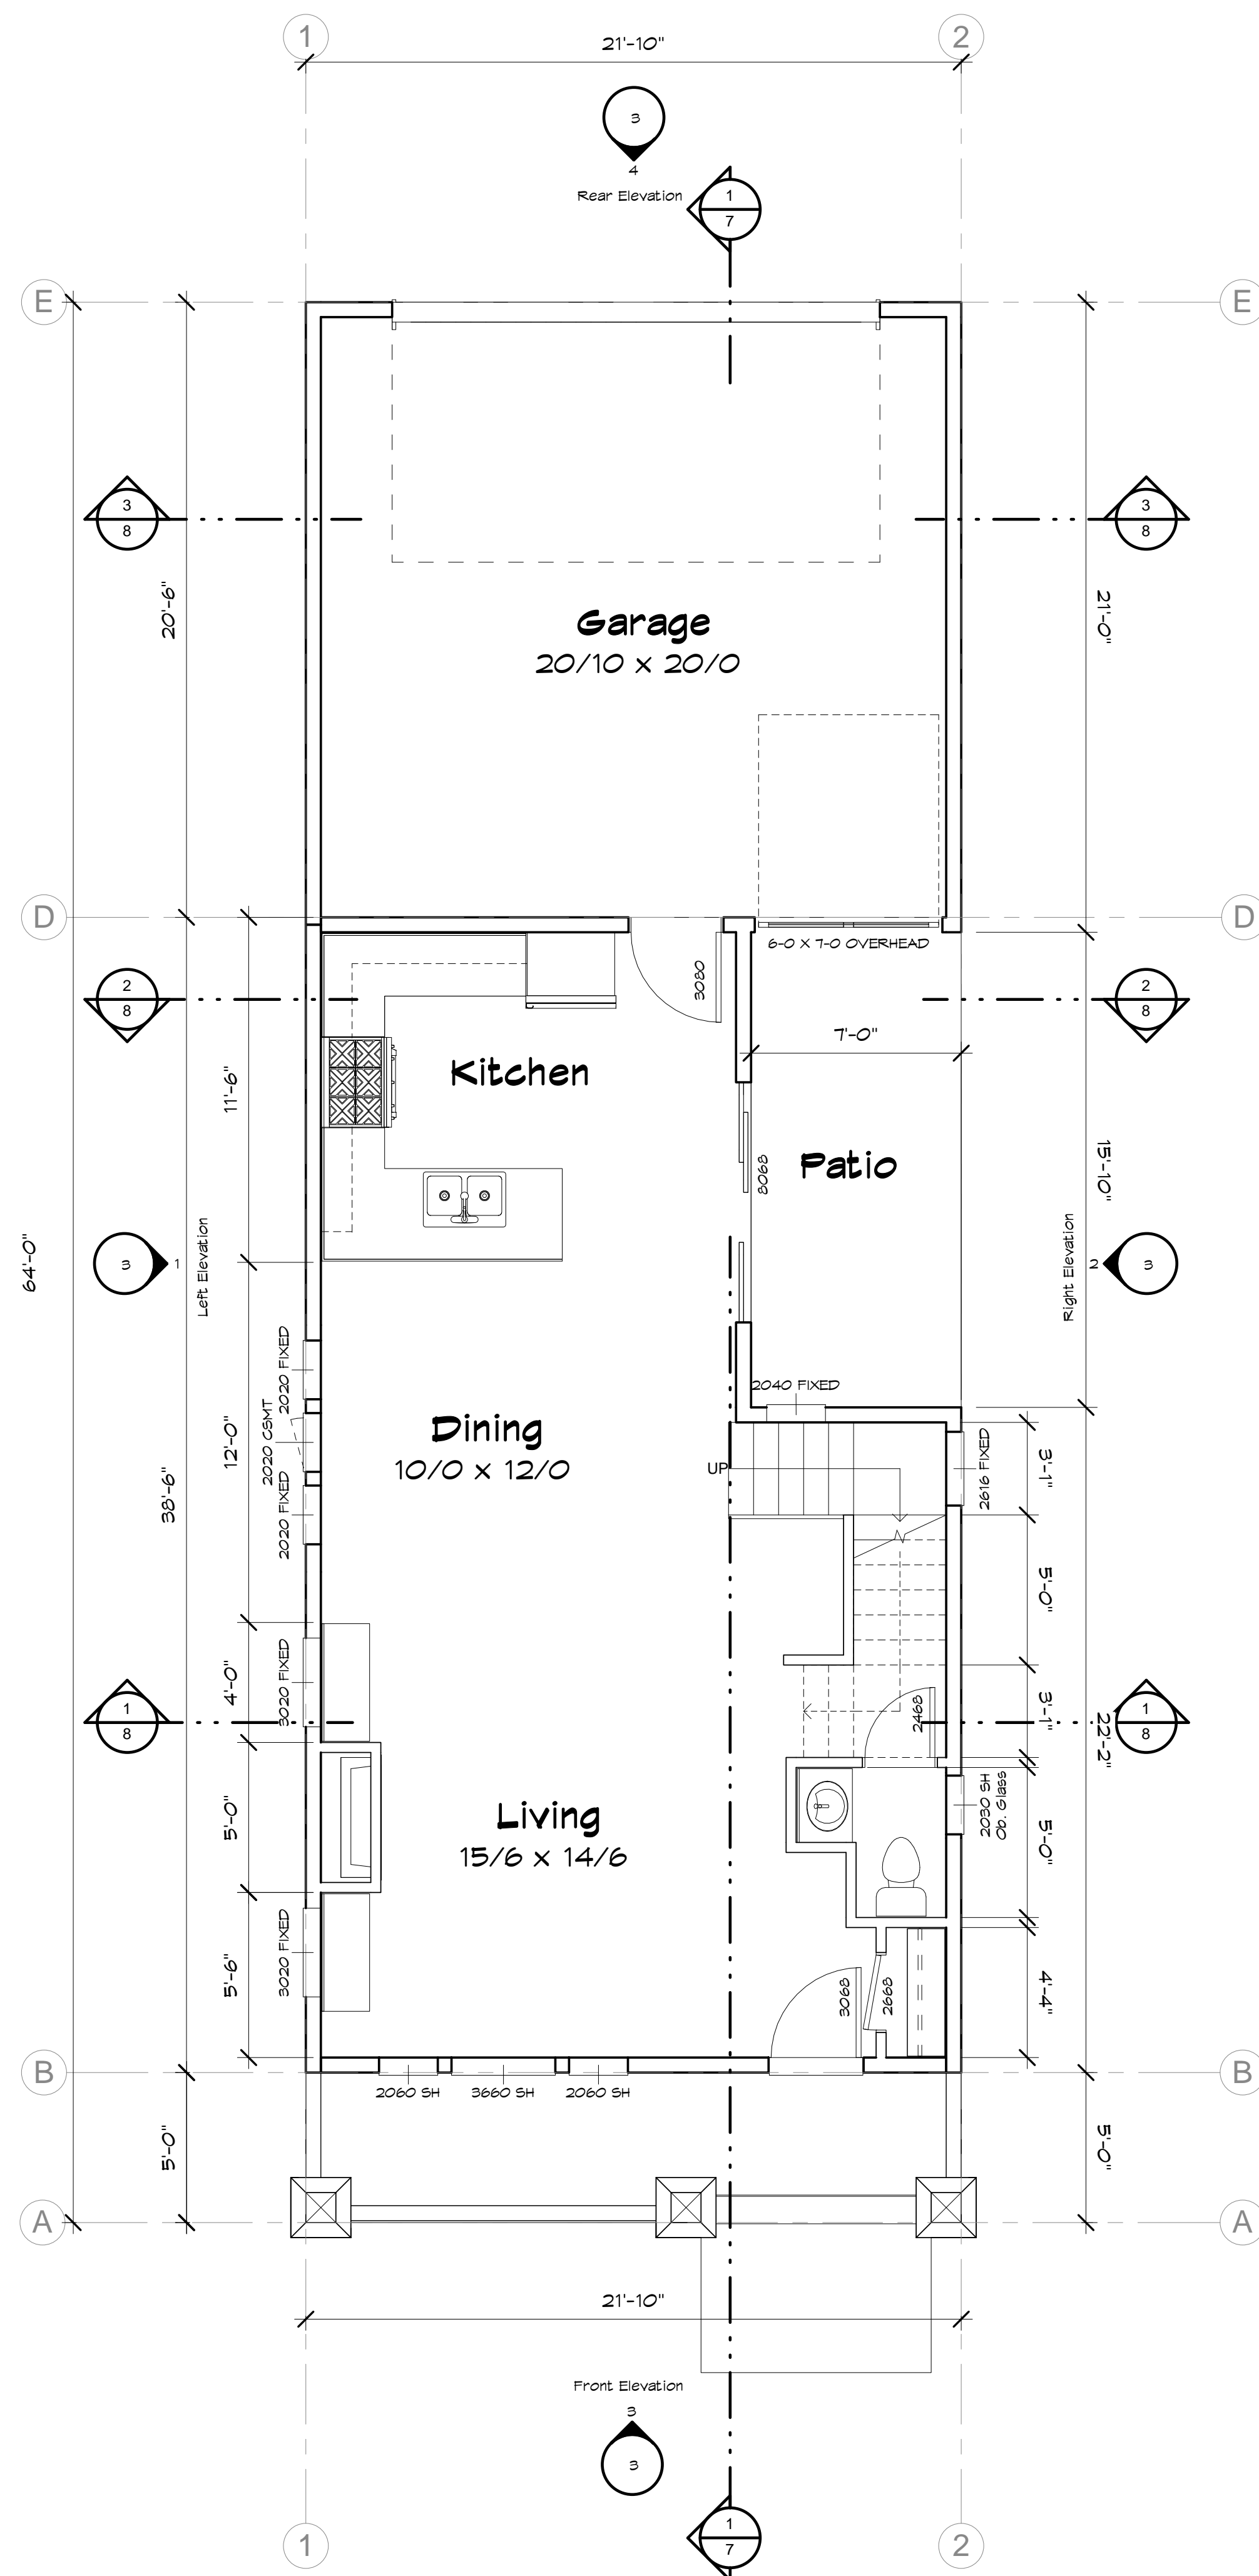 1
2
21'-10"
3
4
Rear Elevation
1
7
E
E
3
8
3
8
20'-6"
21'-0"
Garage
20/10 x 20/0
D
D
6-0 X 7-0 OVERHEAD
3080
2
8
2
8
7'-0"
11'-6"
Kitchen
15'-10"
Patio
8068
64'-0"
Left Elevation
3
1
Right Elevation
2
3
2020 FIXED
2020 CSMT
2020 FIXED
2040 FIXED
12'-0"
38'-6"
Dining
10/0 x 12/0
UP
2616 FIXED
3'-1"
5'-0"
3020 FIXED
4'-0"
1
8
2468
3'-1"
22'-2"
1
8
5'-0"
Living
15/6 x 14/6
2030 SH
Ob. Glass
5'-0"
3020 FIXED
5'-6"
3068
2668
4'-4"
B
B
2060 SH
3660 SH
2060 SH
5'-0"
5'-0"
A
A
21'-10"
Front Elevation
3
3
1
7
1
2